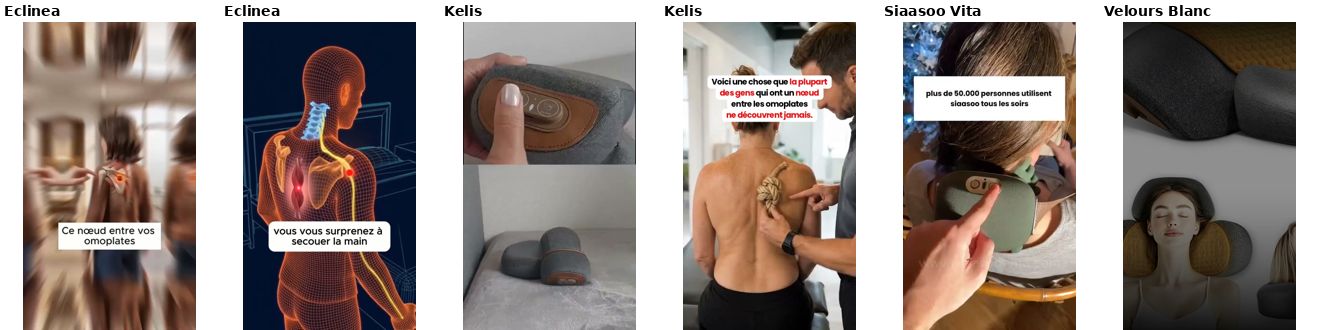 Eclinea
Eclinea
Kelis
Kelis
Siaasoo Vita
Velours Blanc
Ce nœud entre vos
omoplates
vous vous surprenez à
secouer la main
Voici une chose que la plupart
des gens qui ont un nœud
entre les omoplates
ne découvrent jamais.
plus de 50.000 personnes utilisent
siaasoo tous les soirs